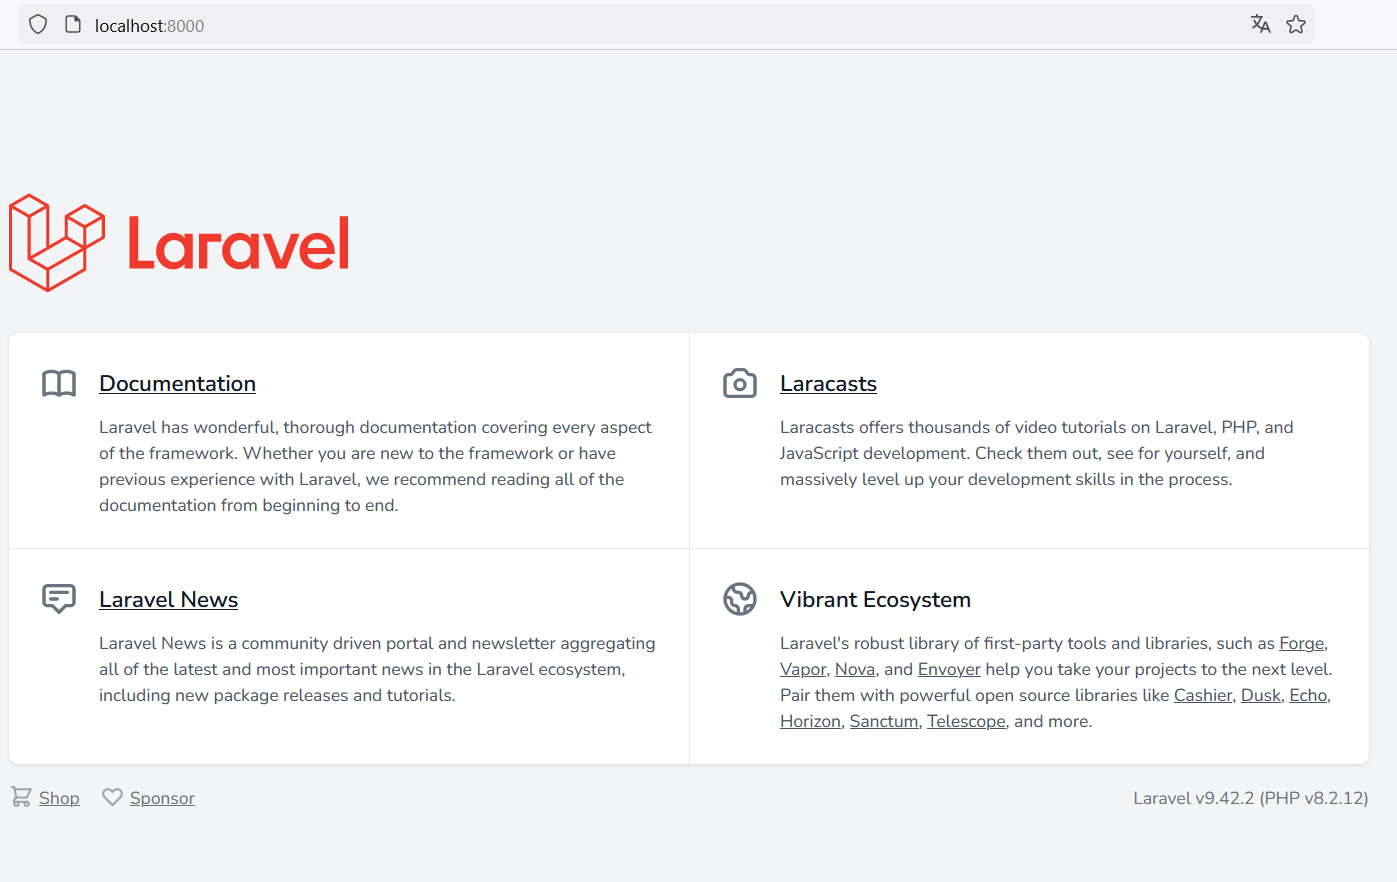 localhost:8000
Laravel
Documentation
Laravel has wonderful, thorough documentation covering every aspect
of the framework. Whether you are new to the framework or have
previous experience with Laravel, we recommend reading all of the
documentation from beginning to end.
Laracasts
Laracasts offers thousands of video tutorials on Laravel, PHP, and
JavaScript development. Check them out, see for yourself, and
massively level up your development skills in the process.
Laravel News
Laravel News is a community driven portal and newsletter aggregating
all of the latest and most important news in the Laravel ecosystem,
including new package releases and tutorials.
Vibrant Ecosystem
Laravel's robust library of first-party tools and libraries, such as Forge,
Vapor, Nova, and Envoyer help you take your projects to the next level.
Pair them with powerful open source libraries like Cashier, Dusk, Echo,
Horizon, Sanctum, Telescope, and more.
Shop
Sponsor
Laravel v9.42.2 (PHP v8.2.12)